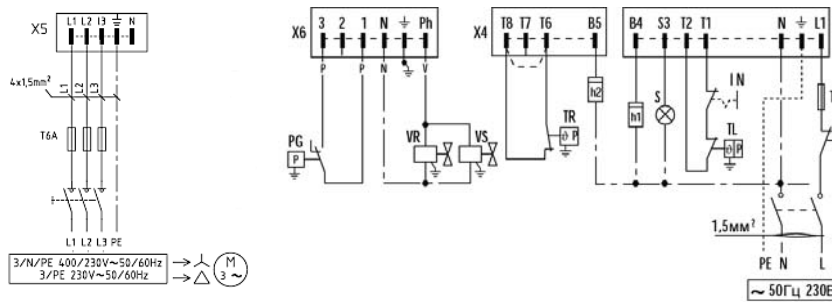 X5
L1 L2 l3 N
4x1,5mm²
L1 L2 L3
T6A
L1 L2 L3 PE
3/N/PE 400/230V~50/60Hz
3/PE 230V~50/60Hz
M
3 ~
X6
3 2 1 N Ph
P P N V
PG
P
VR VS
X4
T8 T7 T6 B5
h2
TR
P
B4 S3 T2 T1 N L1
h1
S
IN
TL
P
T
1,5мм²
PE N L
~ 50Гц 230В